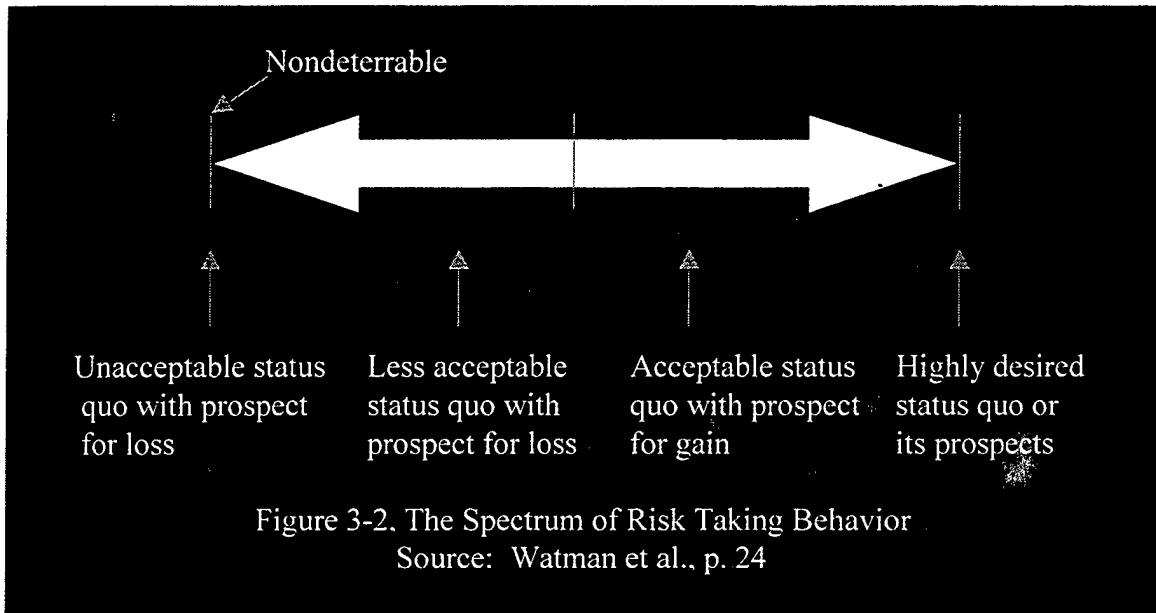 Nondeterrable
Unacceptable status
quo with prospect
for loss
Less acceptable
status quo with
prospect for loss
Acceptable status
quo with prospect
for gain
Highly desired
status quo or
its prospects
Figure 3-2. The Spectrum of Risk Taking Behavior
Source: Watman et al., p. 24